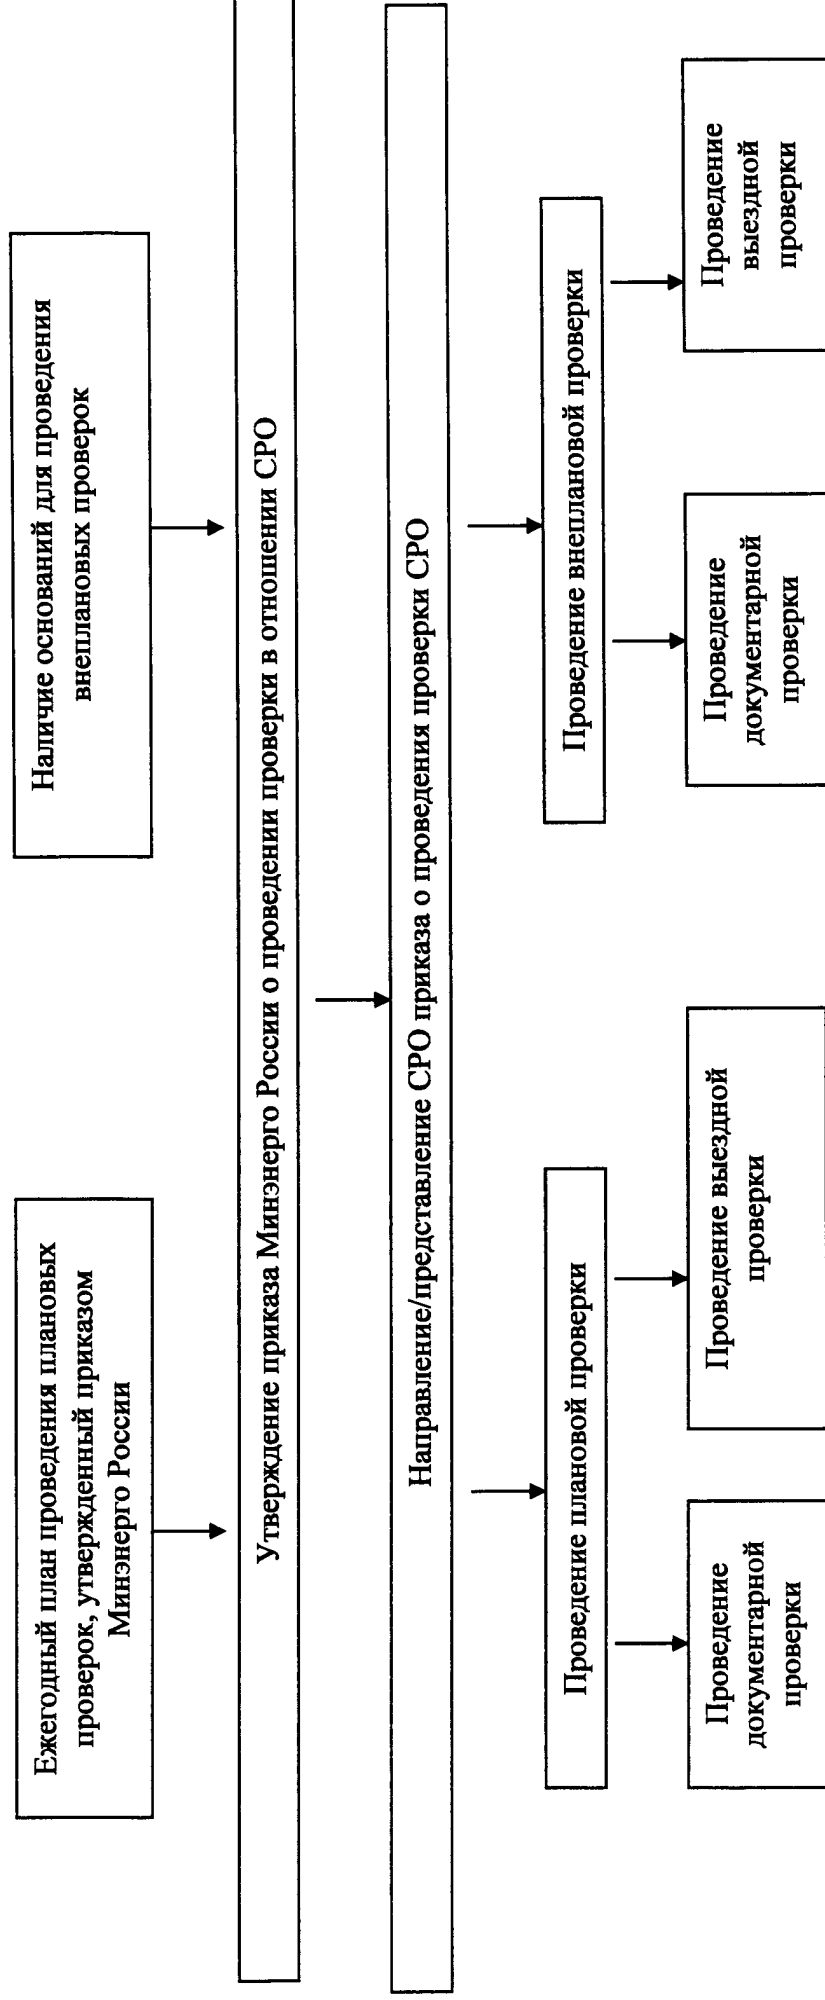 Ежегодный план проведения плановых
проверок, утвержденный приказом
Минэнерго России
Наличие оснований для проведения
внеплановых проверок
Утверждение приказа Минэнерго России о проведении проверки в отношении СРО
Направление/представление СРО приказа о проведения проверки СРО
Проведение плановой проверки
Проведение внеплановой проверки
Проведение
документарной
проверки
Проведение выездной
проверки
Проведение
документарной
проверки
Проведение
выездной
проверки